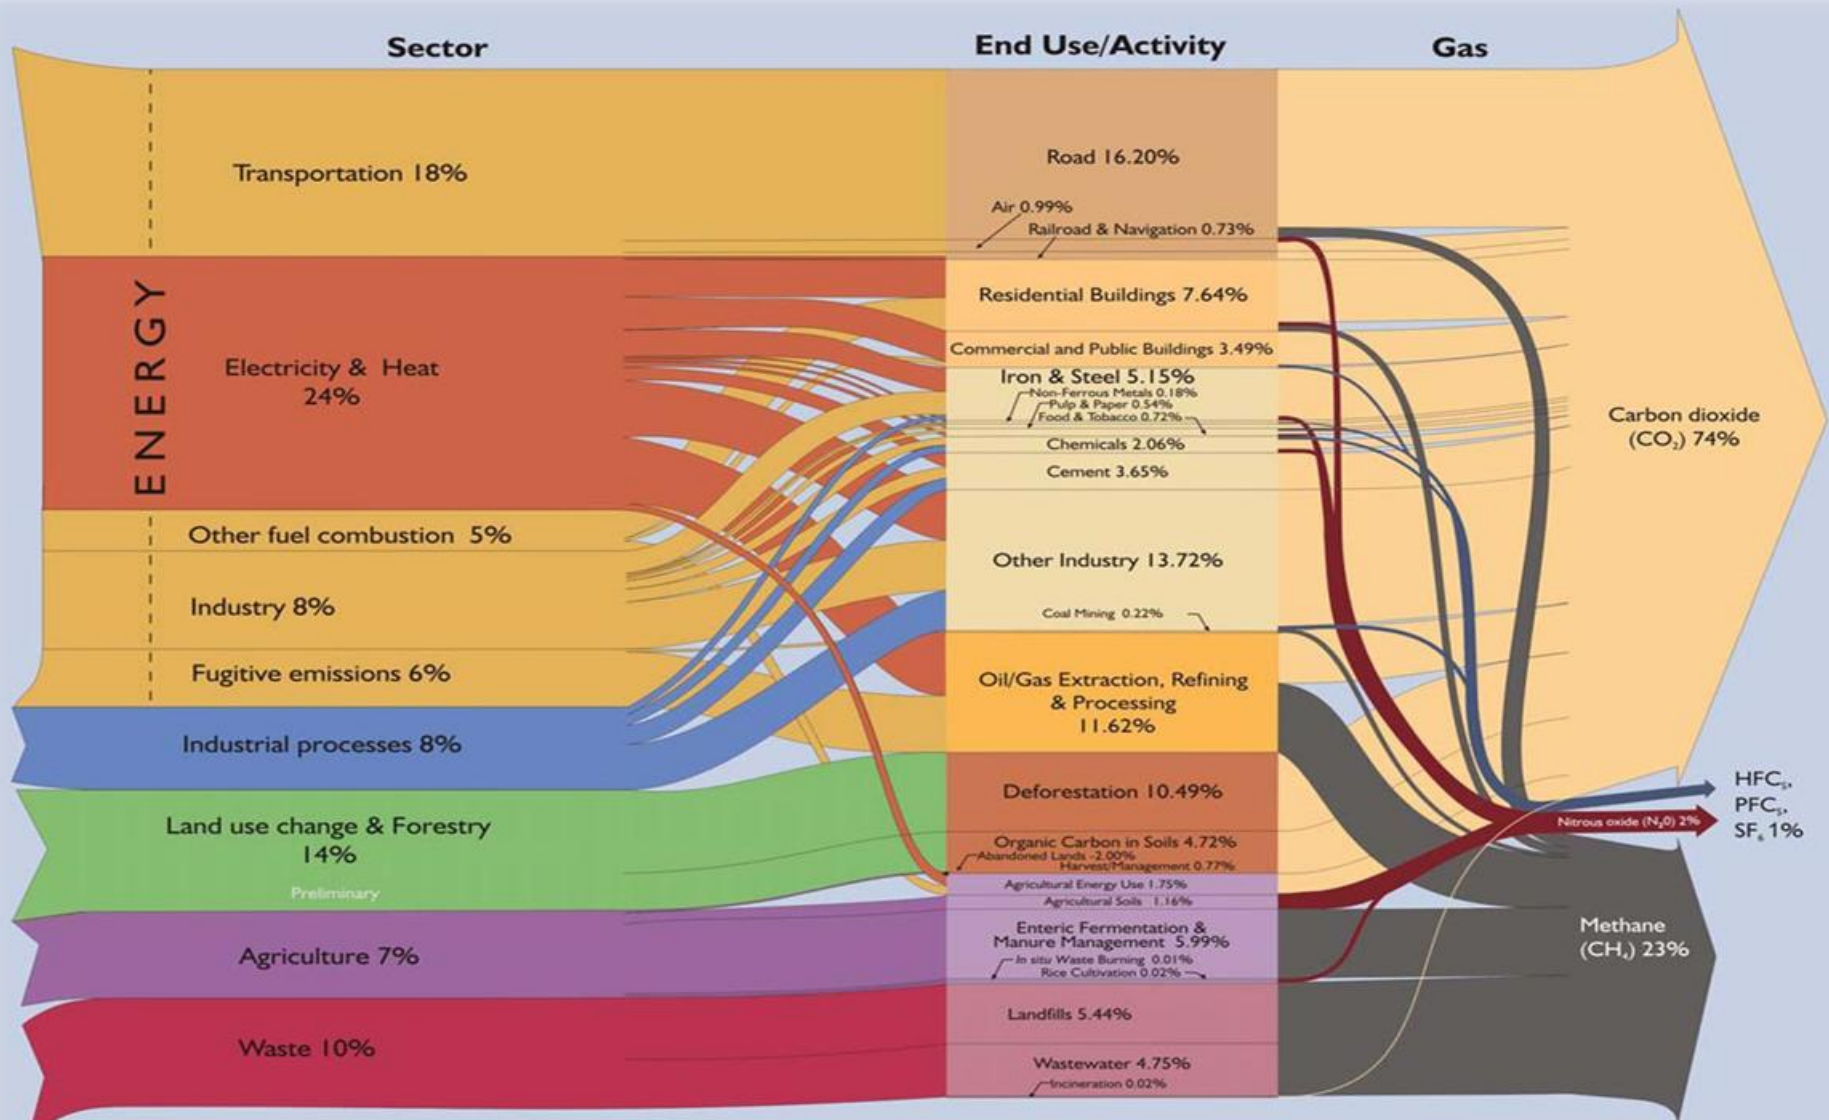 Sector
End Use/Activity
Gas
ENERGY
Transportation 18%
Electricity & Heat
24%
Other fuel combustion 5%
Industry 8%
Fugitive emissions 6%
Industrial processes 8%
Land use change & Forestry
14%
Preliminary
Agriculture 7%
Waste 10%
Road 16.20%
Air 0.99%
Railroad & Navigation 0.73%
Residential Buildings 7.64%
Commercial and Public Buildings 3.49%
Iron & Steel 5.15%
Non-Ferrous Metals 0.18%
Pulp & Paper 0.54%
Food & Tobacco 0.72%
Chemicals 2.06%
Cement 3.65%
Other Industry 13.72%
Coal Mining 0.22%
Oil/Gas Extraction, Refining
& Processing
11.62%
Deforestation 10.49%
Organic Carbon in Soils 4.72%
Abandoned Lands -2.00%
Harvest/Management 0.77%
Agricultural Energy Use 1.75%
Agricultural Soils 1.16%
Enteric Fermentation &
Manure Management 5.99%
In situ Waste Burning 0.01%
Rice Cultivation 0.02%
Landfills 5.44%
Wastewater 4.75%
Incineration 0.02%
Carbon dioxide
(CO₂) 74%
HFCₛ,
PFCₛ,
SF₆ 1%
Nitrous oxide (N₂0) 2%
Methane
(CH₄) 23%